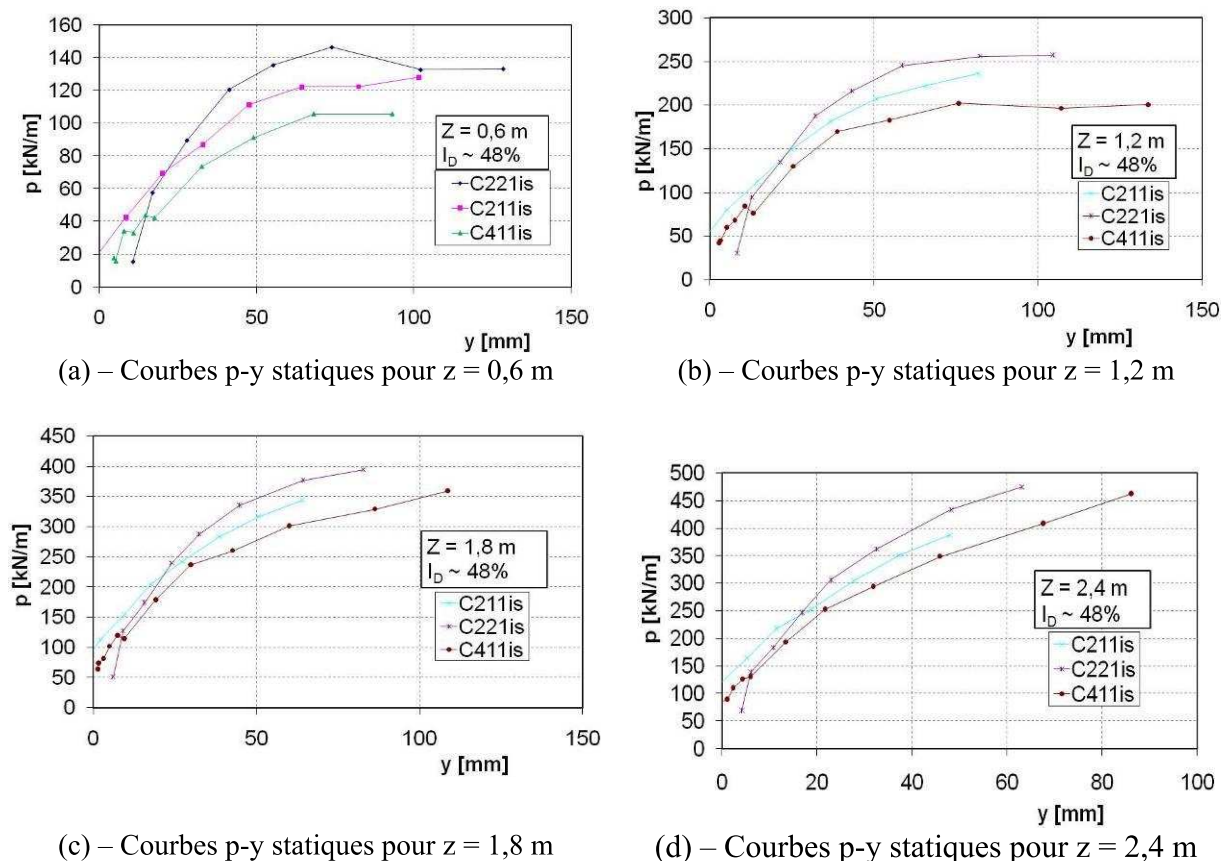 160
140
120
100
80
60
40
20
0
p [kN/m]
Z = 0,6 m
I_D ~ 48%
C221is
C211is
C411is
0 50 100 150
y [mm]
(a) – Courbes p-y statiques pour z = 0,6 m
300
250
200
150
100
50
0
p [kN/m]
Z = 1,2 m
I_D ~ 48%
C211is
C221is
C411is
0 50 100 150
y [mm]
(b) – Courbes p-y statiques pour z = 1,2 m
450
400
350
300
250
200
150
100
50
0
p [kN/m]
Z = 1,8 m
I_D ~ 48%
C211is
C221is
C411is
0 50 100 150
y [mm]
(c) – Courbes p-y statiques pour z = 1,8 m
500
450
400
350
300
250
200
150
100
50
0
p [kN/m]
Z = 2,4 m
I_D ~ 48%
C211is
C221is
C411is
0 20 40 60 80 100
y [mm]
(d) – Courbes p-y statiques pour z = 2,4 m